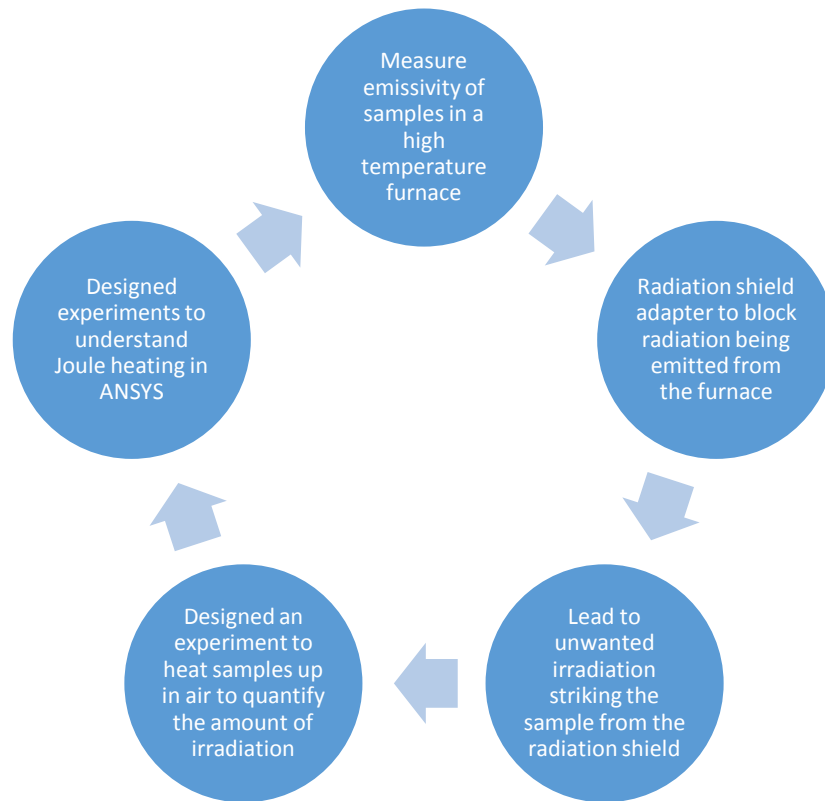 Measure
emissivity of
samples in a
high
temperature
furnace
Radiation shield
adapter to block
radiation being
emitted from
the furnace
Lead to
unwanted
irradiation
striking the
sample from the
radiation shield
Designed an
experiment to
heat samples up
in air to quantify
the amount of
irradiation
Designed
experiments to
understand
Joule heating in
ANSYS